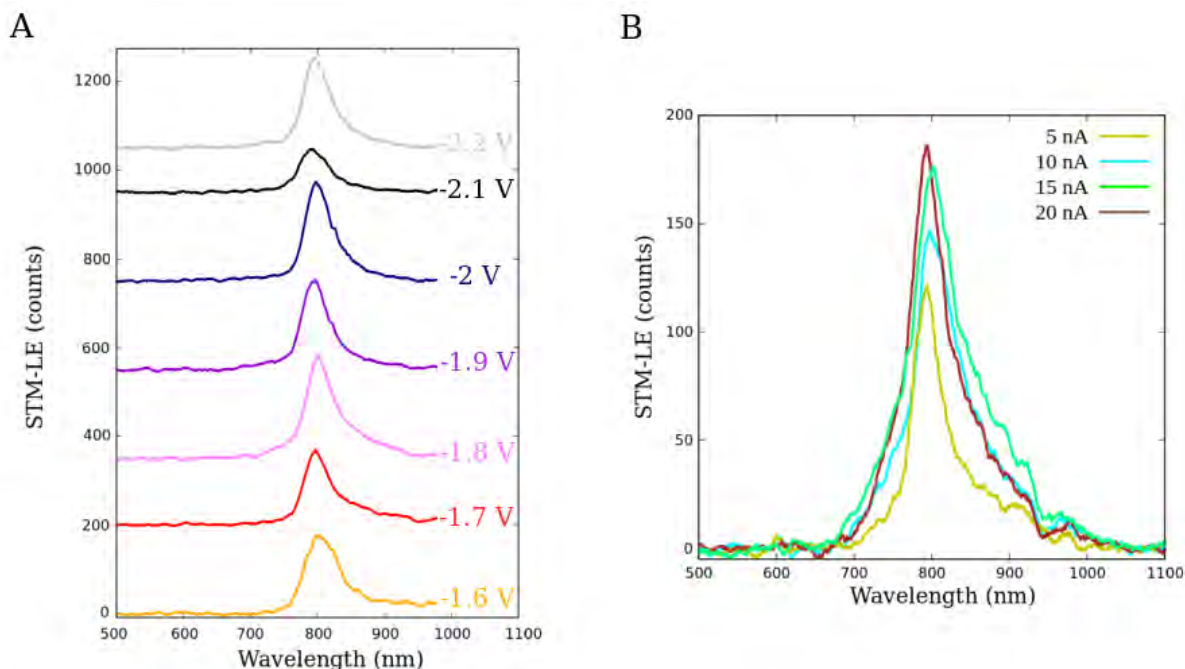 A
STM-LE (counts)
1200
1000
800
600
400
200
0
-2.2 V
-2.1 V
-2 V
-1.9 V
-1.8 V
-1.7 V
-1.6 V
500 600 700 800 900 1000 1100
Wavelength (nm)
B
STM-LE (counts)
200
150
100
50
0
5 nA
10 nA
15 nA
20 nA
500 600 700 800 900 1000 1100
Wavelength (nm)